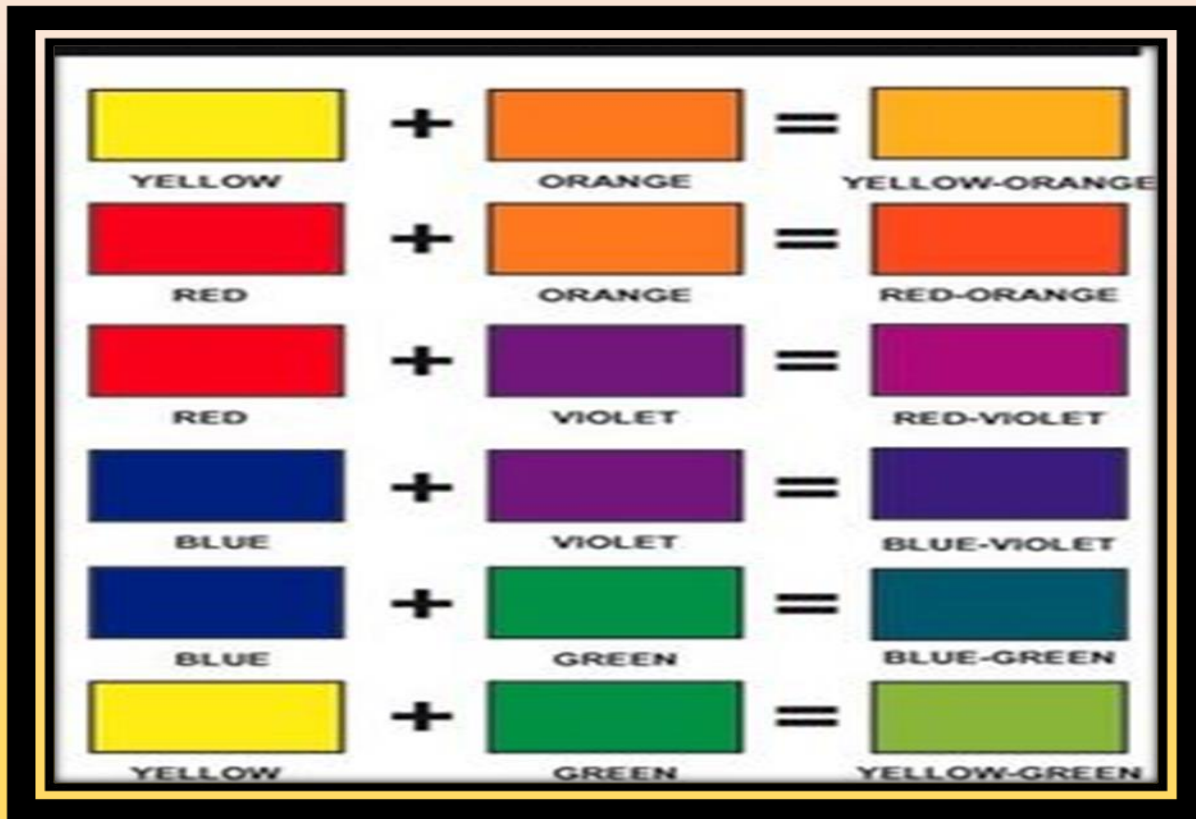 YELLOW + ORANGE = YELLOW-ORANGE
RED + ORANGE = RED-ORANGE
RED + VIOLET = RED-VIOLET
BLUE + VIOLET = BLUE-VIOLET
BLUE + GREEN = BLUE-GREEN
YELLOW + GREEN = YELLOW-GREEN